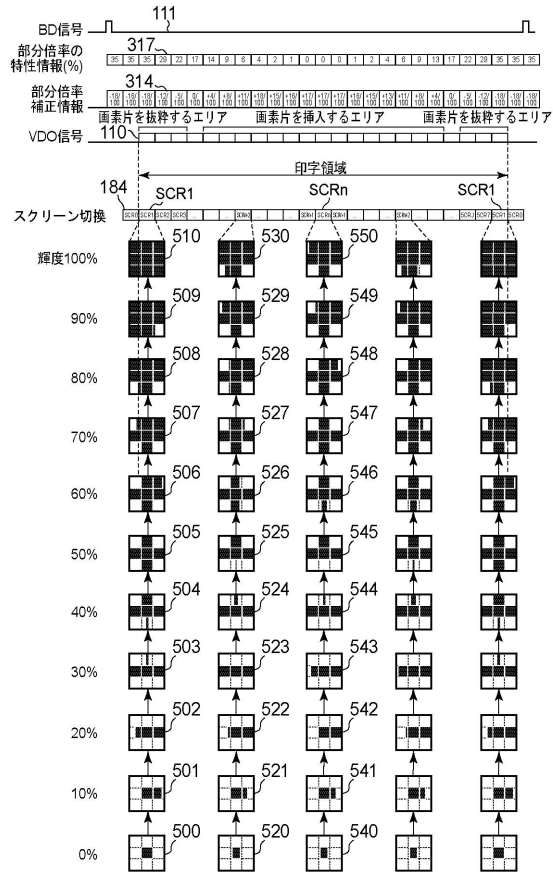 BD信号
111
部分倍率の
特性情報(%)
317
35 35 35 29 22 17 14 9 6 4 2 1 0 0 0 1 2 4 6 9 14 17 22 29 35 35 35
部分倍率
補正情報
314
画素片を抜粋するエリア 画素片を挿入するエリア 画素片を抜粋するエリア
VDO信号
110
印字領域
184
SCR1 SCRn SCR1
スクリーン切換
SCR0 SCR1 SCR2 SCR3
輝度100% 510 530 550
90% 509 529 549
80% 508 528 548
70% 507 527 547
60% 506 526 546
50% 505 525 545
40% 504 524 544
30% 503 523 543
20% 502 522 542
10% 501 521 541
0% 500 520 540